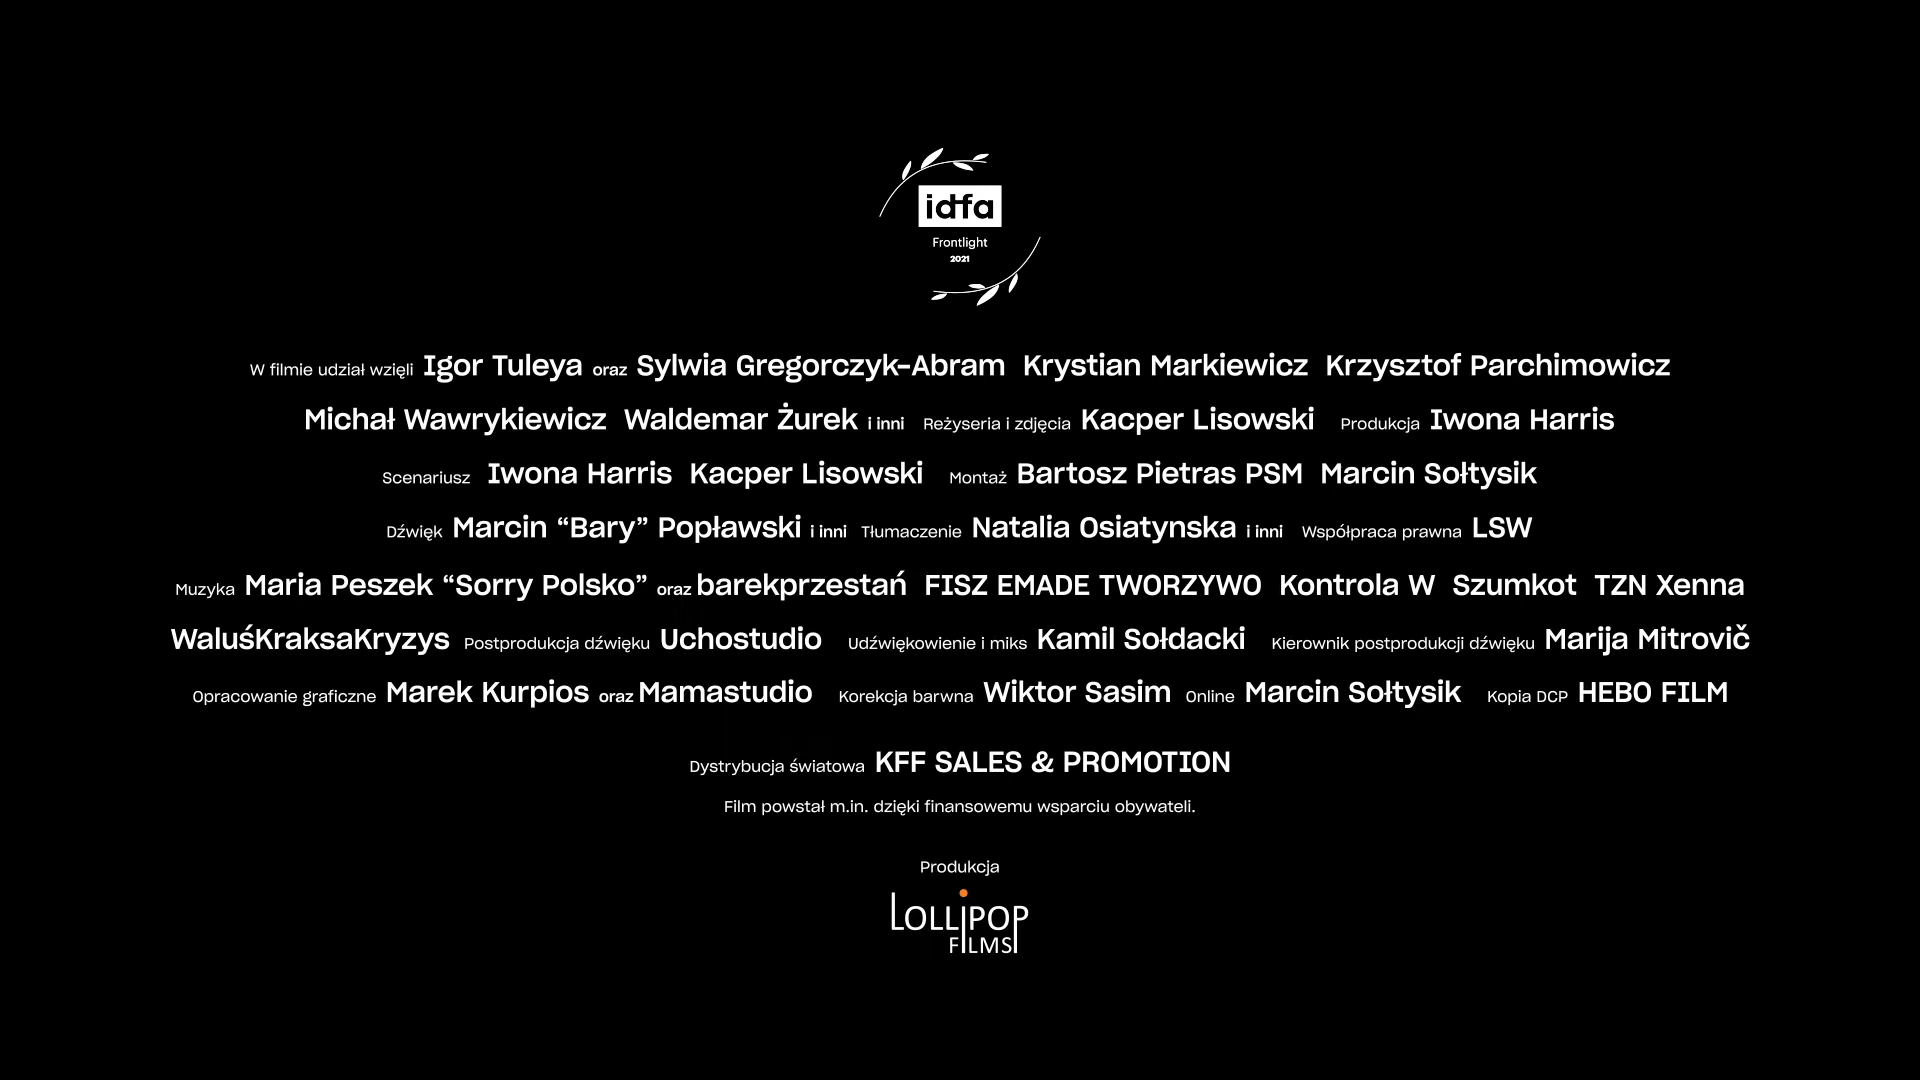 idfa
Frontlight
2021
W filmie udział wzięli Igor Tuleya oraz Sylwia Gregorczyk-Abram Krystian Markiewicz Krzysztof Parchimowicz
Michał Wawrykiewicz Waldemar Żurek i inni Reżyseria i zdjęcia Kacper Lisowski Produkcja Iwona Harris
Scenariusz Iwona Harris Kacper Lisowski Montaż Bartosz Pietras PSM Marcin Sołtysik
Dźwięk Marcin “Bary” Popławski i inni Tłumaczenie Natalia Osiatynska i inni Współpraca prawna LSW
Muzyka Maria Peszek “Sorry Polsko” oraz barekprzestań FISZ EMADE TWORZYWO Kontrola W Szumkot TZN Xenna
WaluśKraksaKryzys Postprodukcja dźwięku Uchostudio Udźwiękowienie i miks Kamil Sołdacki Kierownik postprodukcji dźwięku Marija Mitrovič
Opracowanie graficzne Marek Kurpios oraz Mamastudio Korekcja barwna Wiktor Sasim Online Marcin Sołtysik Kopia DCP HEBO FILM
Dystrybucja światowa KFF SALES & PROMOTION
Film powstał m.in. dzięki finansowemu wsparciu obywateli.
Produkcja
LOLLIPOP
FILMS